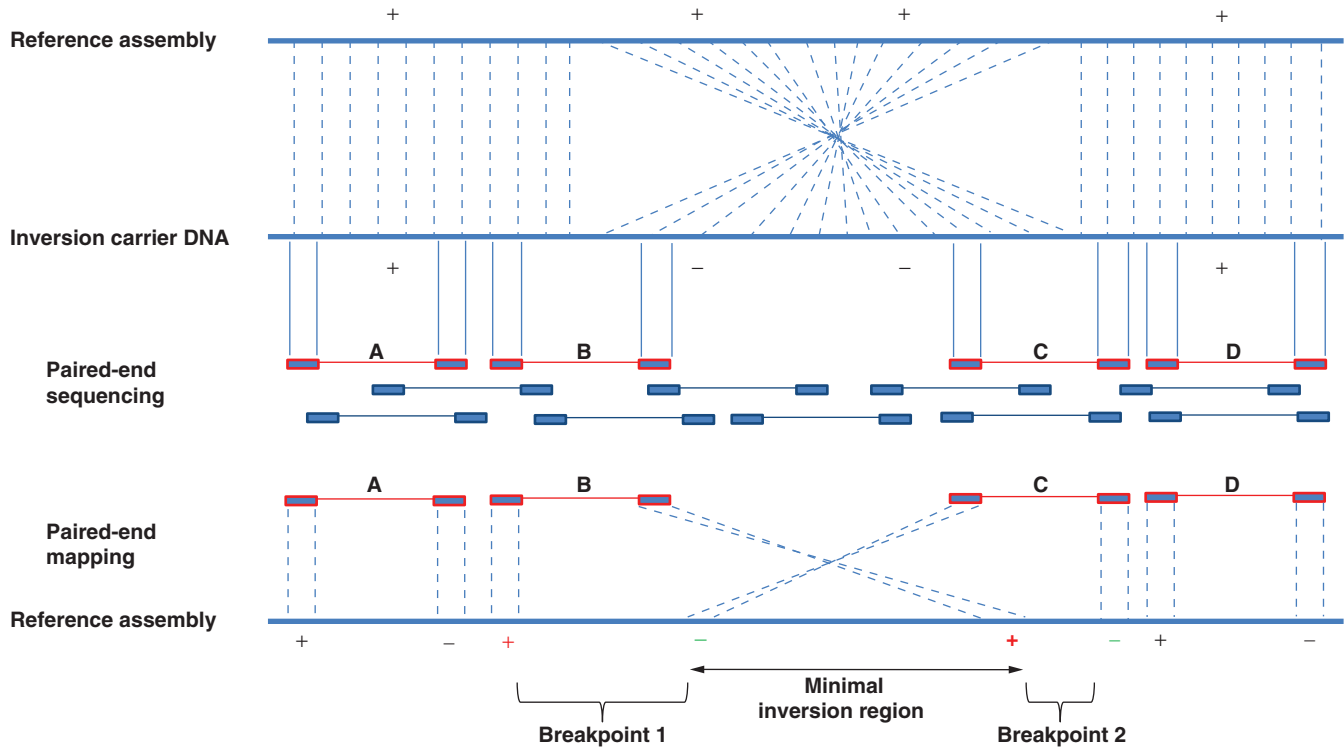 + + + +
Reference assembly
Inversion carrier DNA
+ − − +
A B C D
Paired-end
sequencing
A B C D
Paired-end
mapping
Reference assembly
+ − + − + − + −
Minimal
inversion region
Breakpoint 1 Breakpoint 2